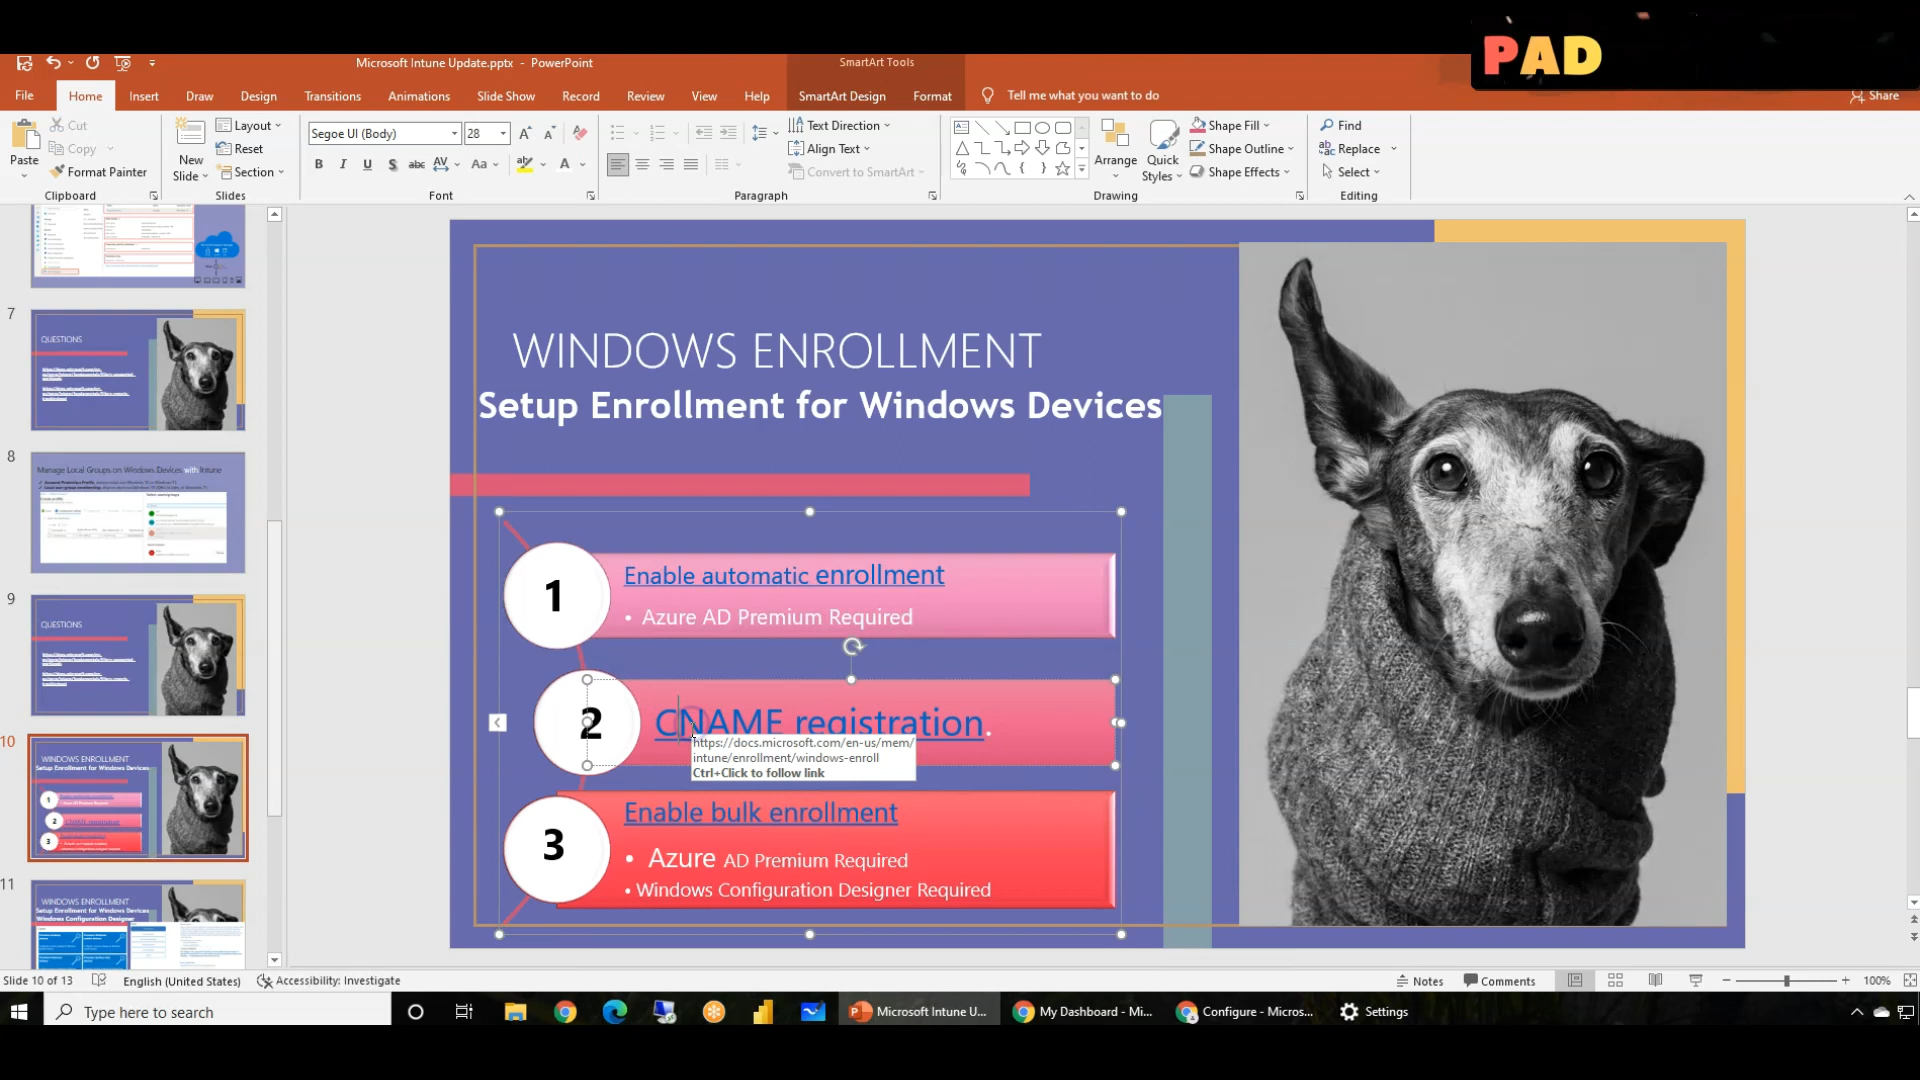 PAD
Microsoft Intune Update.pptx - PowerPoint
SmartArt Tools
File Home Insert Draw Design Transitions Animations Slide Show Record Review View Help SmartArt Design Format Tell me what you want to do Share
Paste Cut Copy Format Painter
New Slide Layout Reset Section
Segoe UI (Body) 28
Text Direction Align Text Convert to SmartArt
Arrange Quick Styles Shape Fill Shape Outline Shape Effects
Find Replace Select
Clipboard Slides Font Paragraph Drawing Editing
7
QUESTIONS
8
Manage Local Groups on Windows Devices with Intune
9
QUESTIONS
10
WINDOWS ENROLLMENT
Setup Enrollment for Windows Devices
1
2 CNAME registration
3
11
WINDOWS ENROLLMENT
Setup Enrollment for Windows Devices
Windows Configuration Designer
WINDOWS ENROLLMENT
Setup Enrollment for Windows Devices
1
Enable automatic enrollment
• Azure AD Premium Required
2
CNAME registration.
https://docs.microsoft.com/en-us/mem/
intune/enrollment/windows-enroll
Ctrl+Click to follow link
3
Enable bulk enrollment
• Azure AD Premium Required
• Windows Configuration Designer Required
Slide 10 of 13 English (United States) Accessibility: Investigate Notes Comments 100%
Type here to search Microsoft Intune U... My Dashboard - Mi... Configure - Micros... Settings